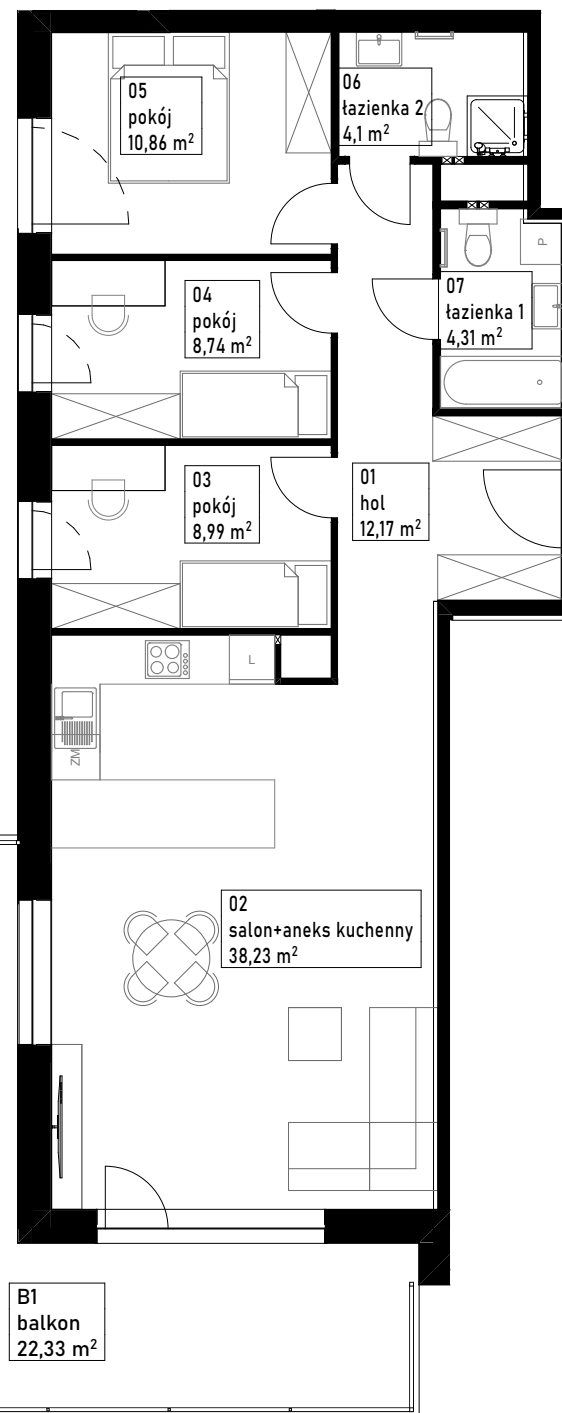 05
pokój
10,86 m²
06
łazienka 2
4,1 m²
04
pokój
8,74 m²
P
07
łazienka 1
4,31 m²
03
pokój
8,99 m²
01
hol
12,17 m²
L
ZM
02
salon+aneks kuchenny
38,23 m²
B1
balkon
22,33 m²